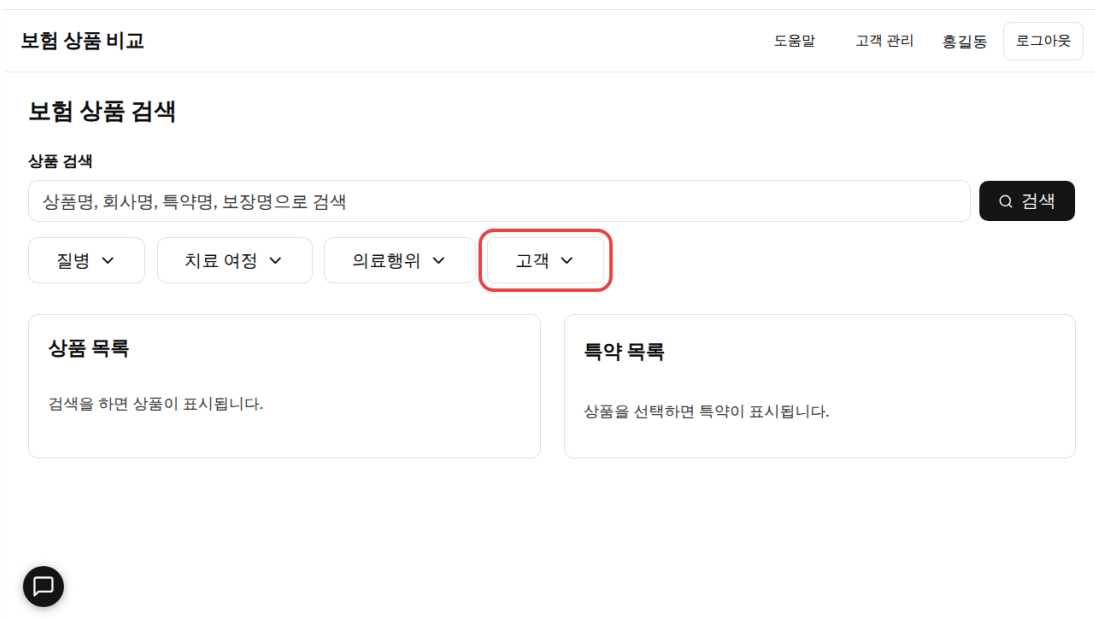 보험 상품 비교
도움말 고객 관리 홍길동 로그아웃
보험 상품 검색
상품 검색
상품명, 회사명, 특약명, 보장명으로 검색
검색
질병 치료 여정 의료행위 고객
상품 목록
검색을 하면 상품이 표시됩니다.
특약 목록
상품을 선택하면 특약이 표시됩니다.